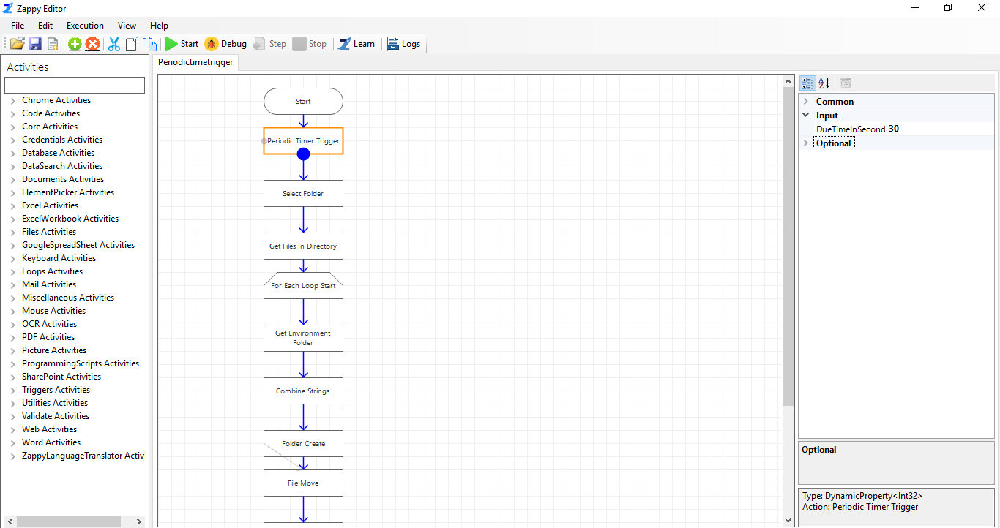 Zappy Editor
File Edit Execution View Help
Start Debug Step Stop Learn Logs
Activities
Chrome Activities
Code Activities
Core Activities
Credentials Activities
Database Activities
DataSearch Activities
Documents Activities
ElementPicker Activities
Excel Activities
ExcelWorkbook Activities
Files Activities
GoogleSpreadSheet Activities
Keyboard Activities
Loops Activities
Mail Activities
Miscellaneous Activities
Mouse Activities
OCR Activities
PDF Activities
Picture Activities
ProgrammingScripts Activities
SharePoint Activities
Triggers Activities
Utilities Activities
Validate Activities
Web Activities
Word Activities
ZappyLanguageTranslator Activ
Periodictimetrigger
Start
Periodic Timer Trigger
Select Folder
Get Files In Directory
For Each Loop Start
Get Environment
Folder
Combine Strings
Folder Create
File Move
Common
Input
DueTimeInSecond 30
Optional
Optional
Type: DynamicProperty<Int32>
Action: Periodic Timer Trigger